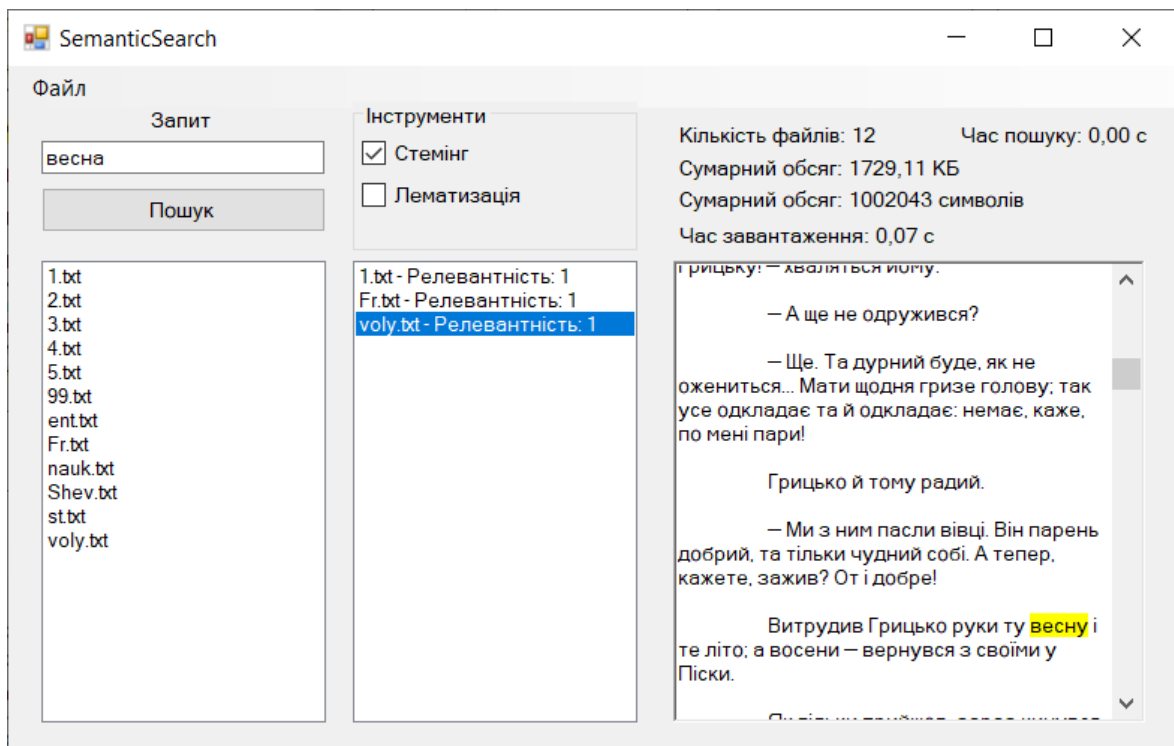 SemanticSearch
Файл
Запит
весна
Пошук
Інструменти
Стемінг
Лематизація
Кількість файлів: 12
Час пошуку: 0,00 с
Сумарний обсяг: 1729,11 КБ
Сумарний обсяг: 1002043 символів
Час завантаження: 0,07 с
1.txt
2.txt
3.txt
4.txt
5.txt
99.txt
ent.txt
Fr.txt
nauk.txt
Shev.txt
st.txt
voly.txt
1.txt - Релевантність: 1
Fr.txt - Релевантність: 1
voly.txt - Релевантність: 1
Грицьку! — хваляться йому.
— А ще не одружився?
— Ще. Та дурний буде, як не
ожениться... Мати щодня гризе голову; так
усе одкладає та й одкладає: немає, каже,
по мені пари!
Грицько й тому радий.
— Ми з ним пасли вівці. Він парень
добрий, та тільки чудний собі. А тепер,
кажете, зажив? От і добре!
Витрудив Грицько руки ту весну і
те літо; а восени — вернувся з своїми у
Піски.